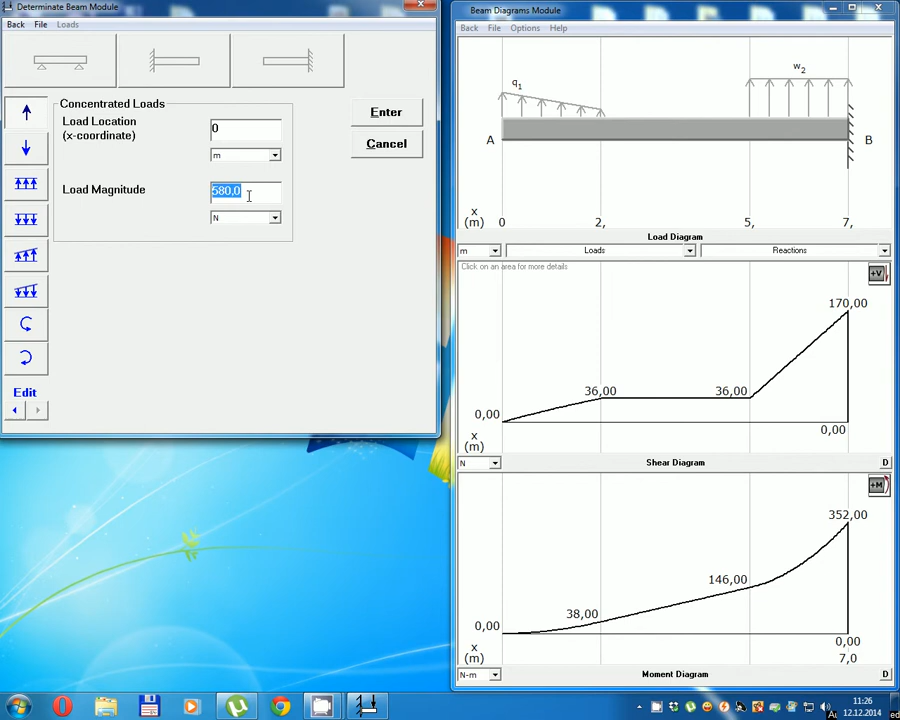 Determinate Beam Module
Back File Loads
Concentrated Loads
Load Location
(x-coordinate)
0
m
Load Magnitude
580,0
N
Enter
Cancel
Edit
Beam Diagrams Module
Back File Options Help
q1
w2
A
B
x
(m) 0 2, 5, 7,
Load Diagram
m Loads Reactions
Click on an area for more details
+V
170,00
36,00 36,00
0,00
0,00
x
(m)
N Shear Diagram D
+M
352,00
146,00
38,00
0,00
0,00
x
(m) 7,0
N-m Moment Diagram D
11:26
12.12.2014